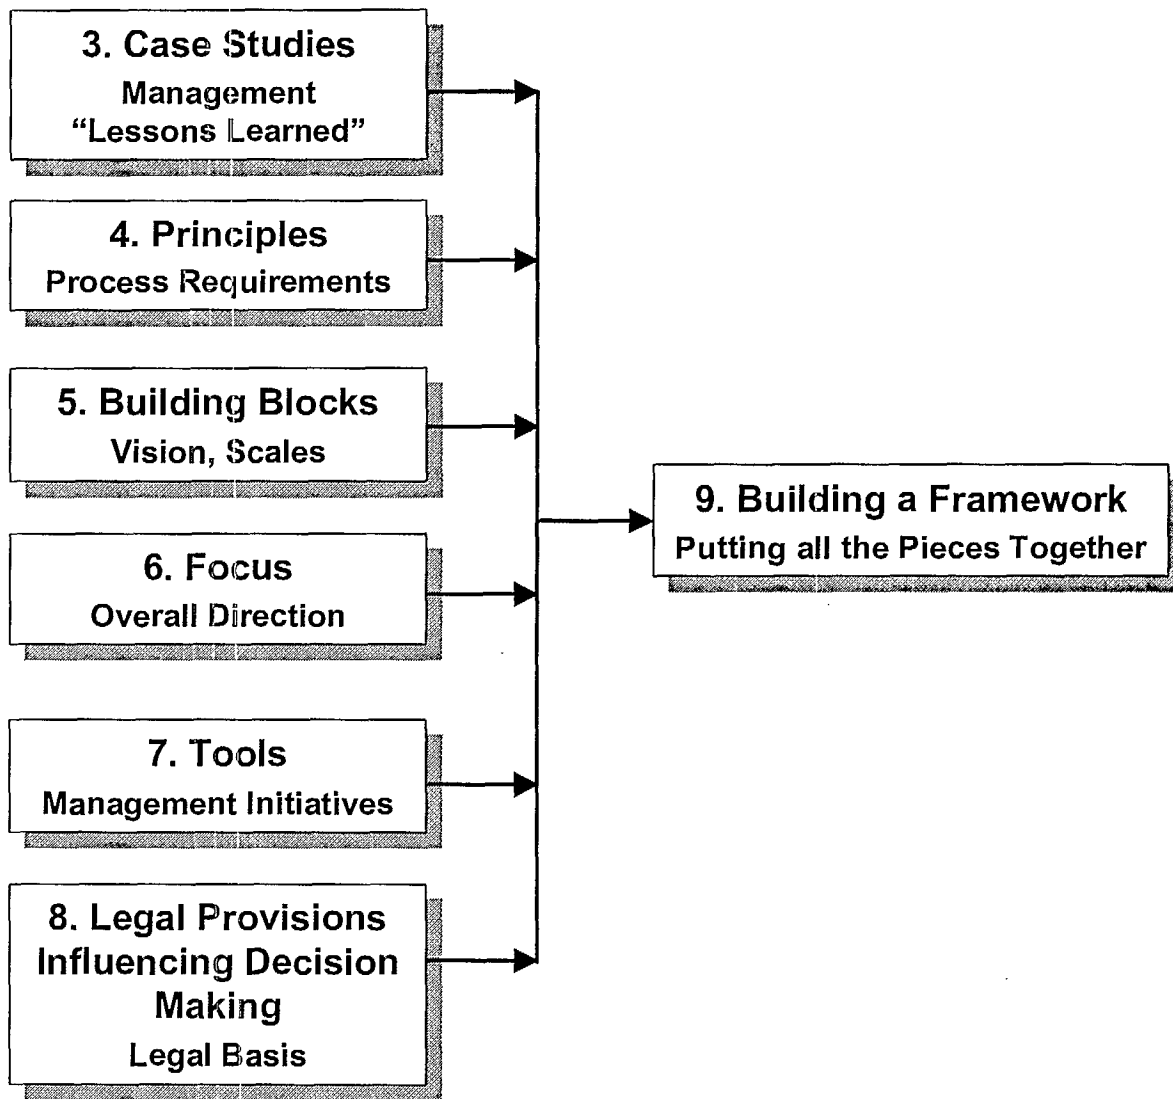 3. Case Studies
Management
“Lessons Learned”
4. Principles
Process Requirements
5. Building Blocks
Vision, Scales
6. Focus
Overall Direction
7. Tools
Management Initiatives
8. Legal Provisions
Influencing Decision
Making
Legal Basis
9. Building a Framework
Putting all the Pieces Together